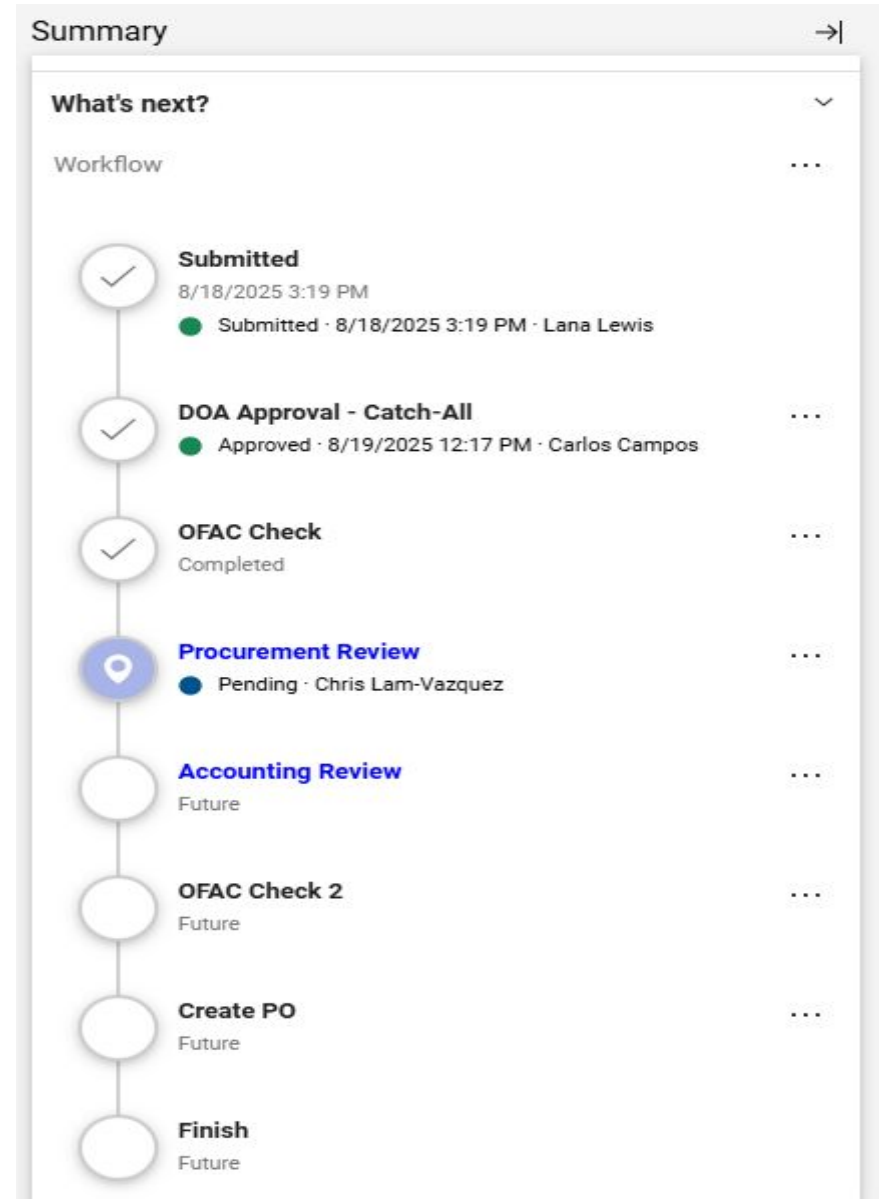 Summary
What's next?
Workflow
...
Submitted
8/18/2025 3:19 PM
Submitted · 8/18/2025 3:19 PM · Lana Lewis
DOA Approval - Catch-All
...
Approved · 8/19/2025 12:17 PM · Carlos Campos
OFAC Check
...
Completed
Procurement Review
...
Pending · Chris Lam-Vazquez
Accounting Review
...
Future
OFAC Check 2
...
Future
Create PO
...
Future
Finish
Future